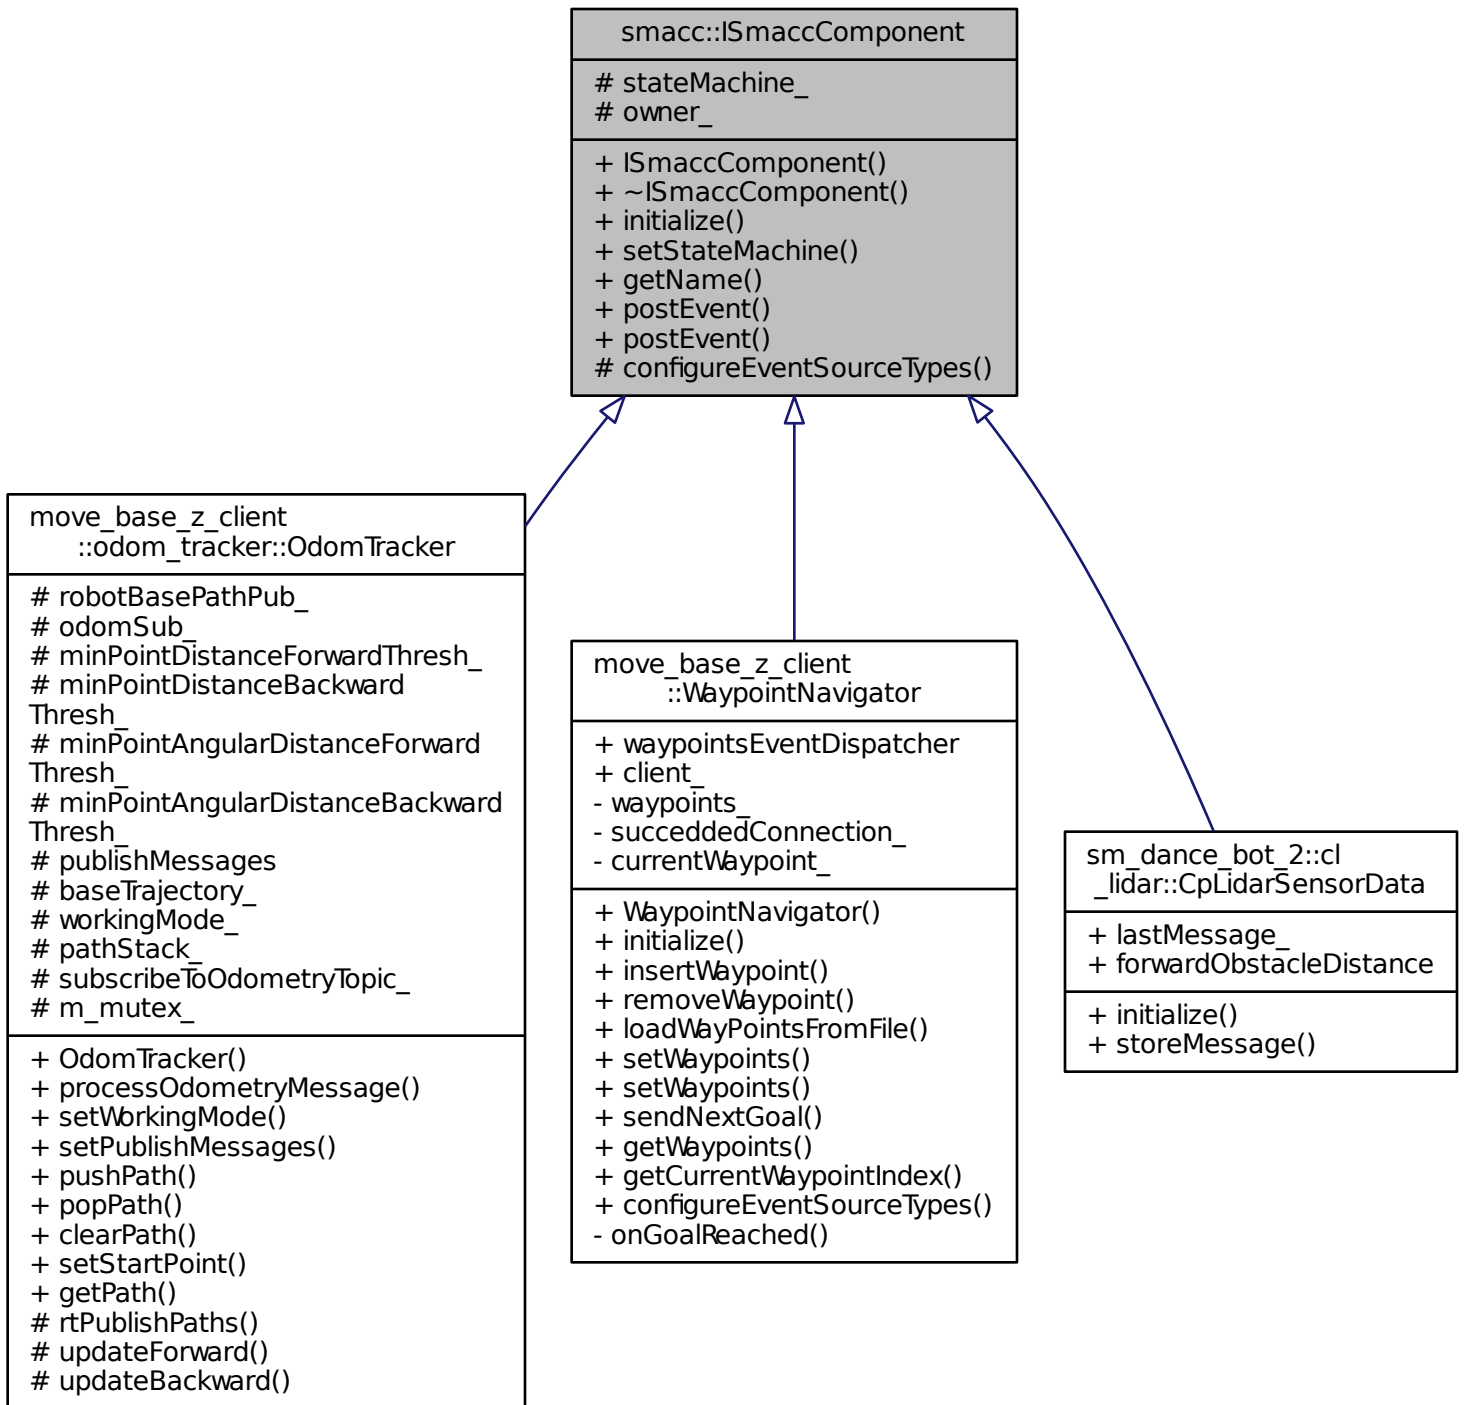 smacc::ISmaccComponent
# stateMachine_
# owner_
+ ISmaccComponent()
+ ~ISmaccComponent()
+ initialize()
+ setStateMachine()
+ getName()
+ postEvent()
+ postEvent()
# configureEventSourceTypes()
move_base_z_client
::odom_tracker::OdomTracker
# robotBasePathPub_
# odomSub_
# minPointDistanceForwardThresh_
# minPointDistanceBackward
Thresh_
# minPointAngularDistanceForward
Thresh_
# minPointAngularDistanceBackward
Thresh_
# publishMessages
# baseTrajectory_
# workingMode_
# pathStack_
# subscribeToOdometryTopic_
# m_mutex_
+ OdomTracker()
+ processOdometryMessage()
+ setWorkingMode()
+ setPublishMessages()
+ pushPath()
+ popPath()
+ clearPath()
+ setStartPoint()
+ getPath()
# rtPublishPaths()
# updateForward()
# updateBackward()
move_base_z_client
::WaypointNavigator
+ waypointsEventDispatcher
+ client_
- waypoints_
- succeddedConnection_
- currentWaypoint_
+ WaypointNavigator()
+ initialize()
+ insertWaypoint()
+ removeWaypoint()
+ loadWayPointsFromFile()
+ setWaypoints()
+ setWaypoints()
+ sendNextGoal()
+ getWaypoints()
+ getCurrentWaypointIndex()
+ configureEventSourceTypes()
- onGoalReached()
sm_dance_bot_2::cl
_lidar::CpLidarSensorData
+ lastMessage_
+ forwardObstacleDistance
+ initialize()
+ storeMessage()